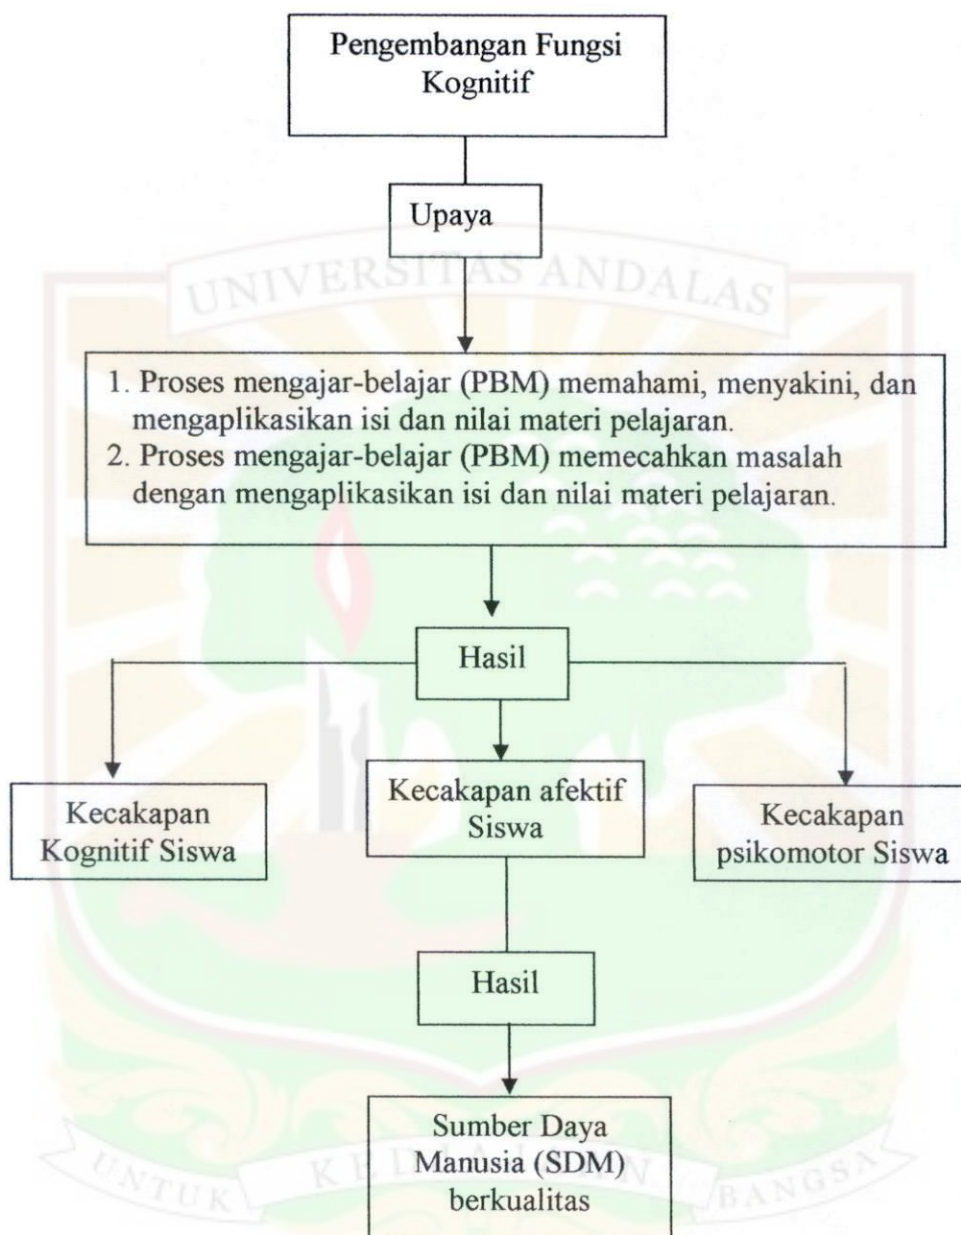 Pengembangan Fungsi
Kognitif
Upaya
UNIVERSITAS ANDALAS
1. Proses mengajar-belajar (PBM) memahami, menyakini, dan
mengaplikasikan isi dan nilai materi pelajaran.
2. Proses mengajar-belajar (PBM) memecahkan masalah
dengan mengaplikasikan isi dan nilai materi pelajaran.
Hasil
Kecakapan
Kognitif Siswa
Kecakapan afektif
Siswa
Kecakapan
psikomotor Siswa
Hasil
Sumber Daya
Manusia (SDM)
berkualitas
UNTUK KEDJAJAAN BANGSA